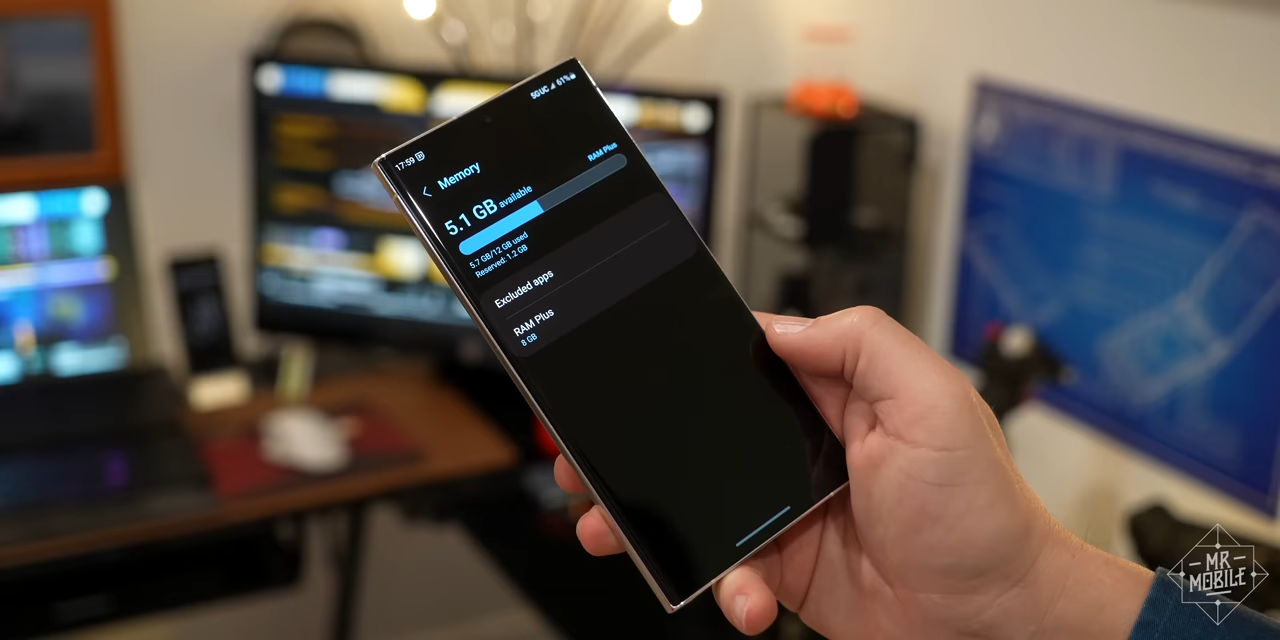 17:59
5G UC 61%
Memory
RAM Plus
5.1 GB available
5.7 GB/12 GB used
Reserved: 1.2 GB
Excluded apps
RAM Plus
8 GB
MR
MOBILE